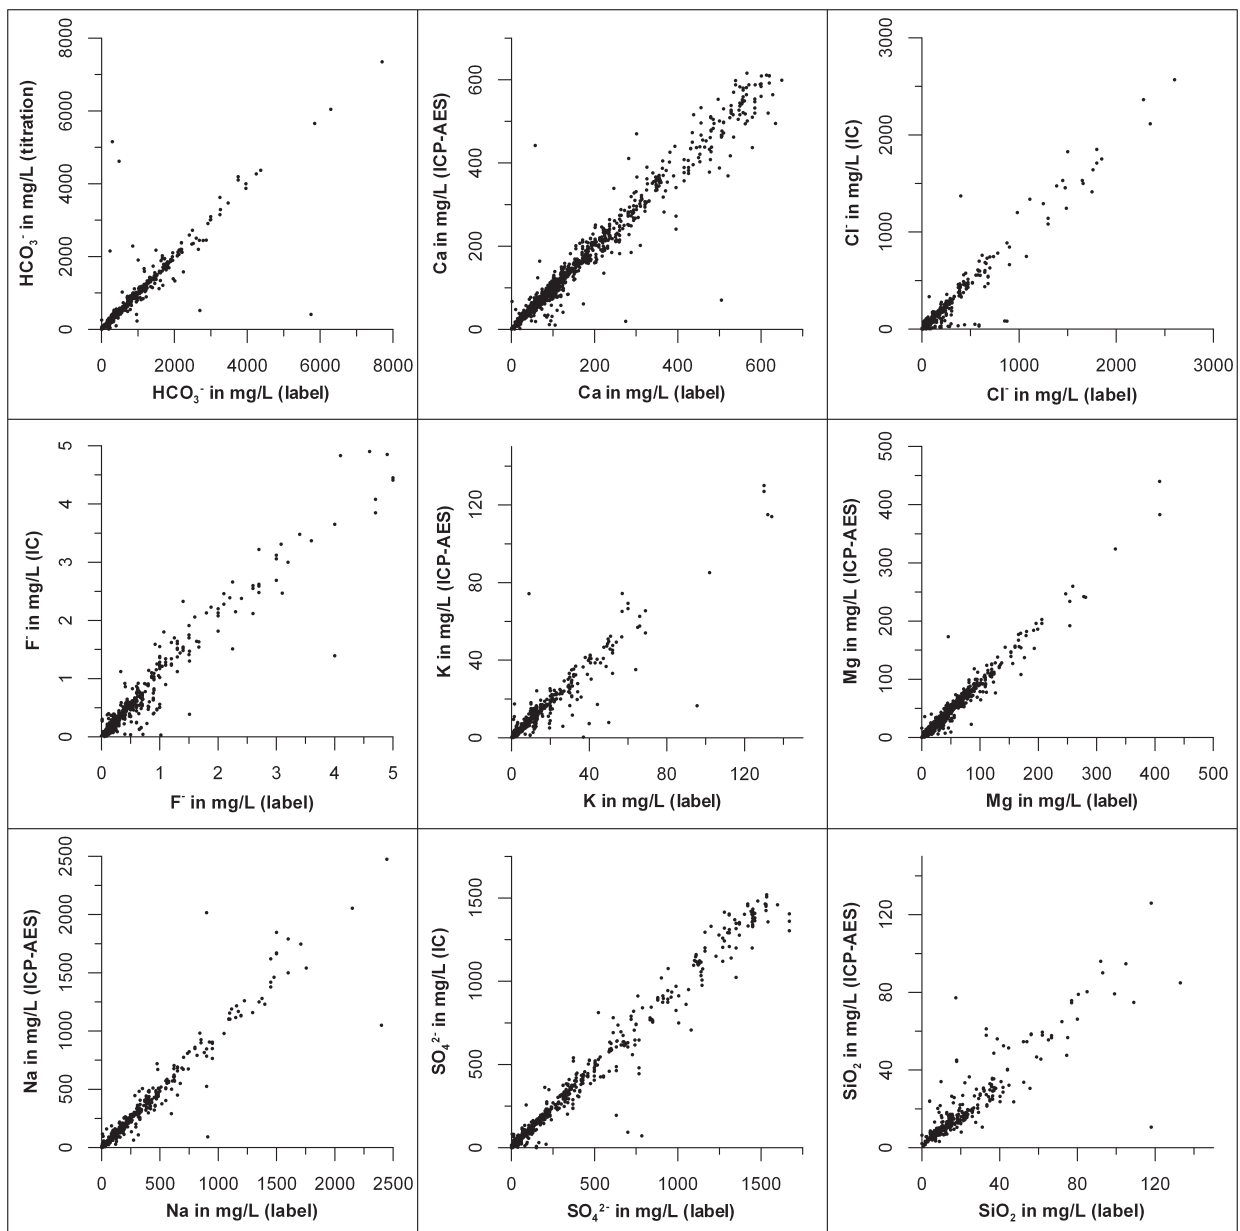 HCO₃⁻ in mg/L (titration)
8000
6000
4000
2000
0
0 2000 4000 6000 8000
HCO₃⁻ in mg/L (label)
Ca in mg/L (ICP-AES)
600
400
200
0
0 200 400 600
Ca in mg/L (label)
Cl⁻ in mg/L (IC)
3000
2000
1000
0
0 1000 2000 3000
Cl⁻ in mg/L (label)
F⁻ in mg/L (IC)
5
4
3
2
1
0
0 1 2 3 4 5
F⁻ in mg/L (label)
K in mg/L (ICP-AES)
120
80
40
0
0 40 80 120
K in mg/L (label)
Mg in mg/L (ICP-AES)
500
400
300
200
100
0
0 100 200 300 400 500
Mg in mg/L (label)
Na in mg/L (ICP-AES)
2500
2000
1500
1000
500
0
0 500 1000 1500 2000 2500
Na in mg/L (label)
SO₄²⁻ in mg/L (IC)
1500
1000
500
0
0 500 1000 1500
SO₄²⁻ in mg/L (label)
SiO₂ in mg/L (ICP-AES)
120
80
40
0
0 40 80 120
SiO₂ in mg/L (label)